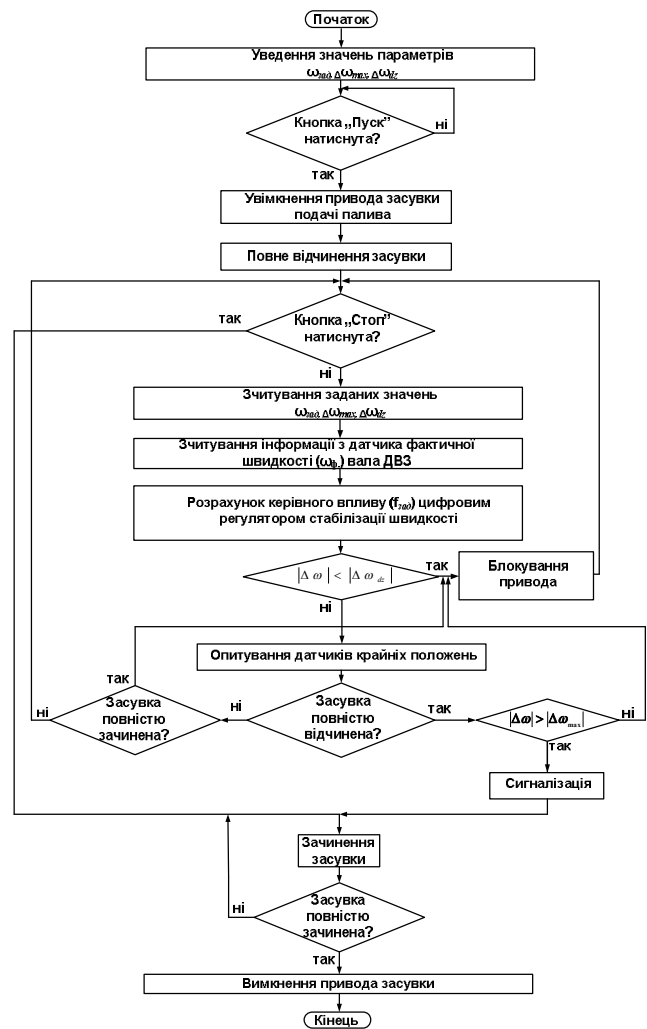 Початок
Уведення значень параметрів
ωзад, Δωmax, Δωdz
Кнопка „Пуск”
натиснута?
ні
так
Увімкнення привода засувки
подачі палива
Повне відчинення засувки
так
Кнопка „Стоп”
натиснута?
ні
Зчитування заданих значень
ωзад, Δωmax, Δωdz
Зчитування інформації з датчика фактичної
швидкості (ωф.) вала ДВЗ
Розрахунок керівного впливу (fзад) цифровим
регулятором стабілізації швидкості
|Δω| < |Δωdz|
так
Блокування
привода
ні
Опитування датчиків крайніх положень
так
ні
Засувка
повністю
зачинена?
ні
Засувка
повністю
відчинена?
так
|Δω| > |Δωmax|
ні
так
Сигналізація
Зачинення
засувки
ні
Засувка
повністю
зачинена?
так
Вимкнення привода засувки
Кінець